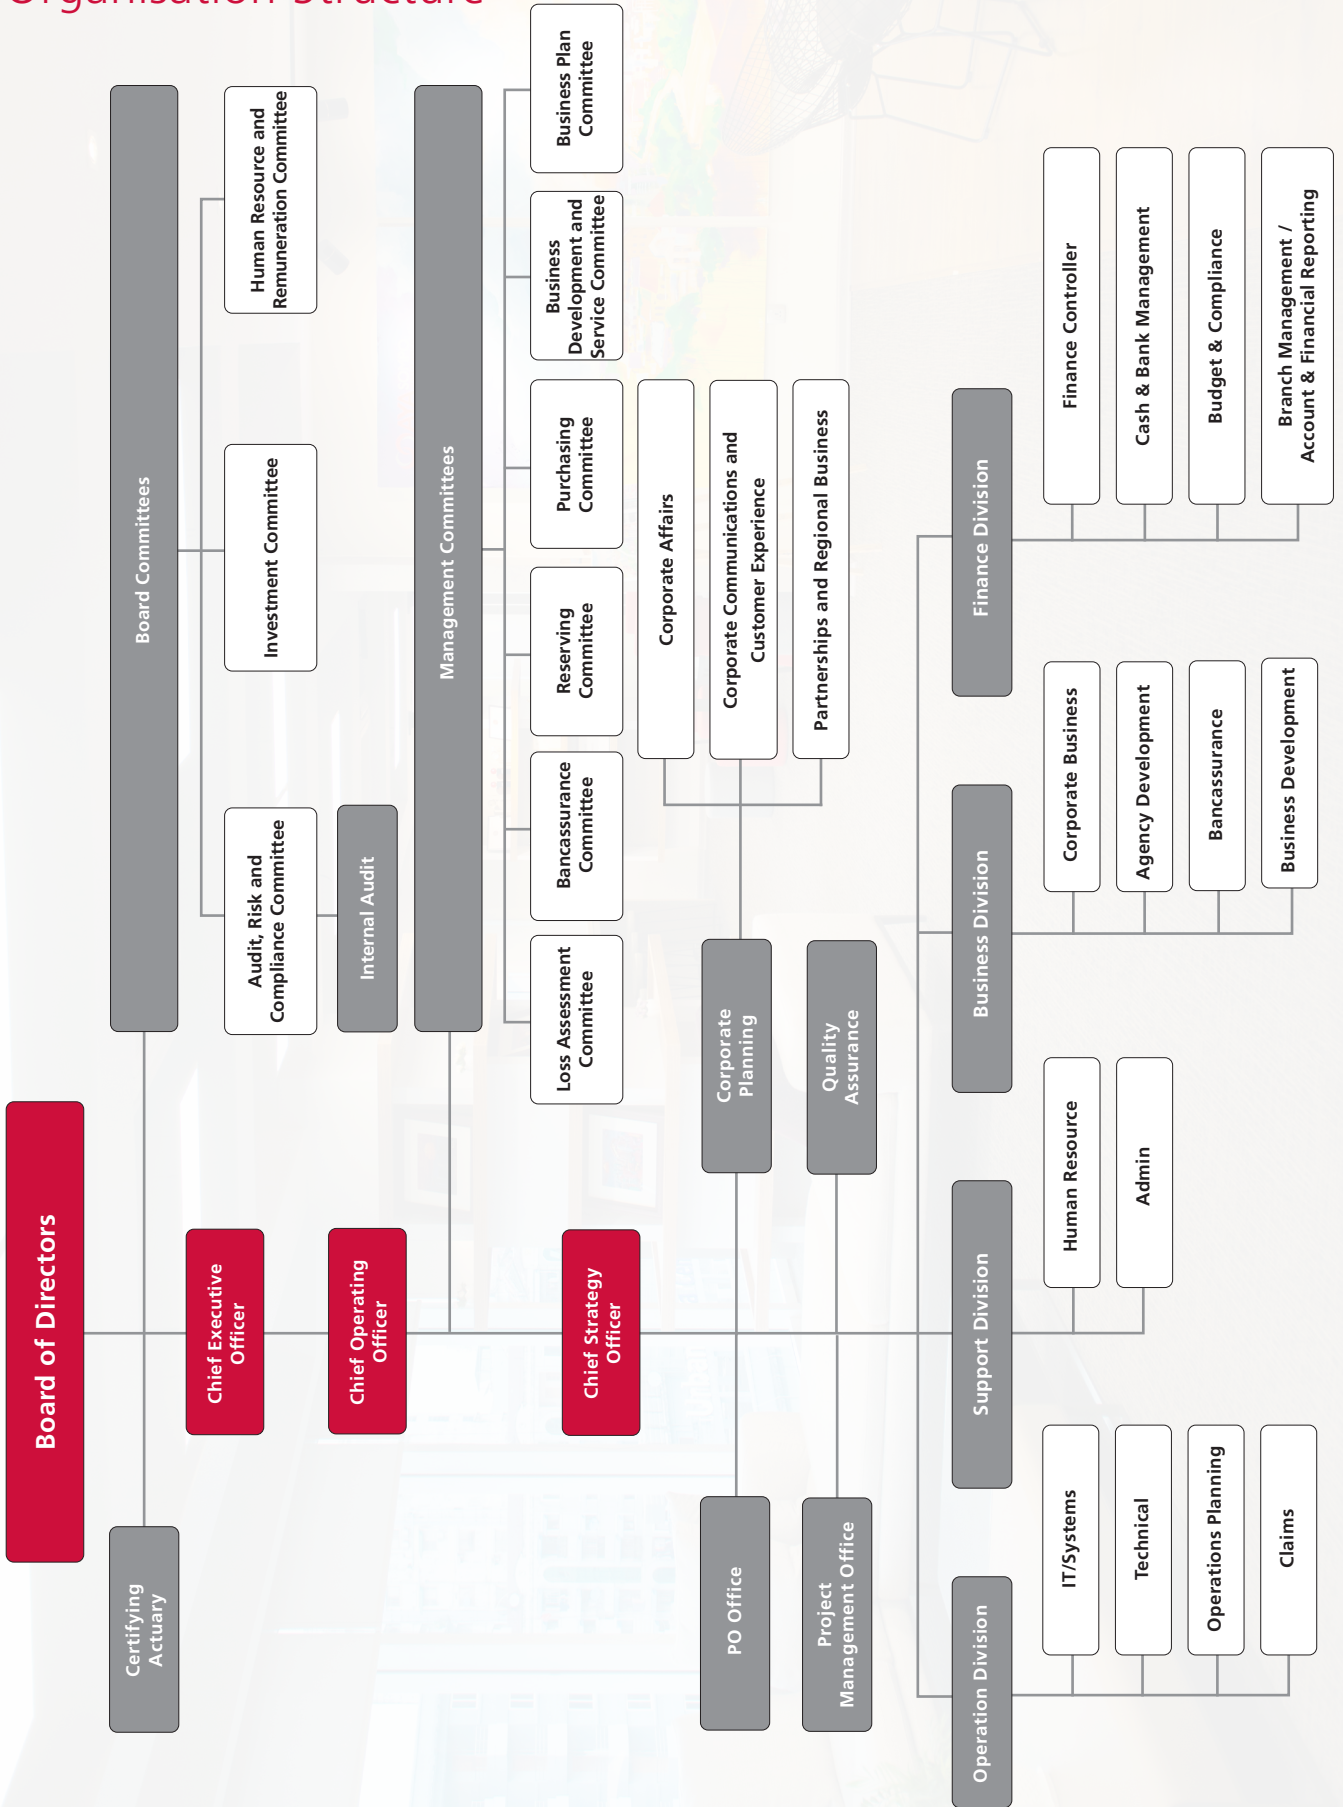 Organisation Structure
Board of Directors
Certifying
Actuary
Board Committees
Audit, Risk and
Compliance Committee
Investment Committee
Human Resource and
Remuneration Committee
Internal Audit
Chief Executive
Officer
Chief Operating
Officer
Management Committees
Loss Assessment
Committee
Bancassurance
Committee
Reserving
Committee
Purchasing
Committee
Business
Development and
Service Committee
Business Plan
Committee
Chief Strategy
Officer
PO Office
Corporate
Planning
Corporate Affairs
Corporate Communications and
Customer Experience
Partnerships and Regional Business
Project
Management Office
Quality
Assurance
Operation Division
IT/Systems
Technical
Operations Planning
Claims
Support Division
Human Resource
Admin
Business Division
Corporate Business
Agency Development
Bancassurance
Business Development
Finance Division
Finance Controller
Cash & Bank Management
Budget & Compliance
Branch Management /
Account & Financial Reporting